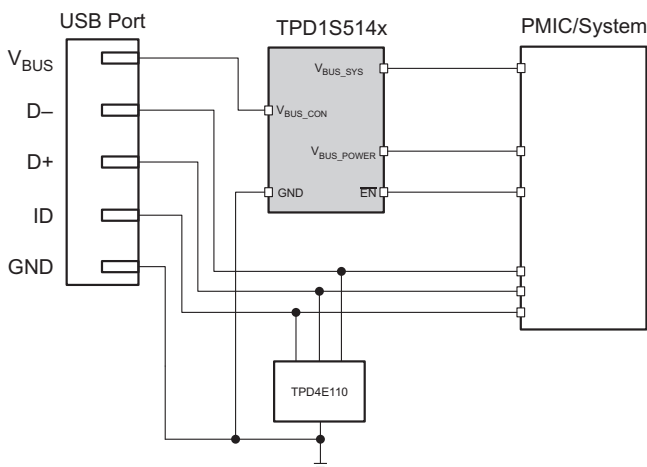 USB Port
TPD1S514x
PMIC/System
VBUS
D–
D+
ID
GND
VBUS_SYS
VBUS_CON
VBUS_POWER
GND
EN
TPD4E110